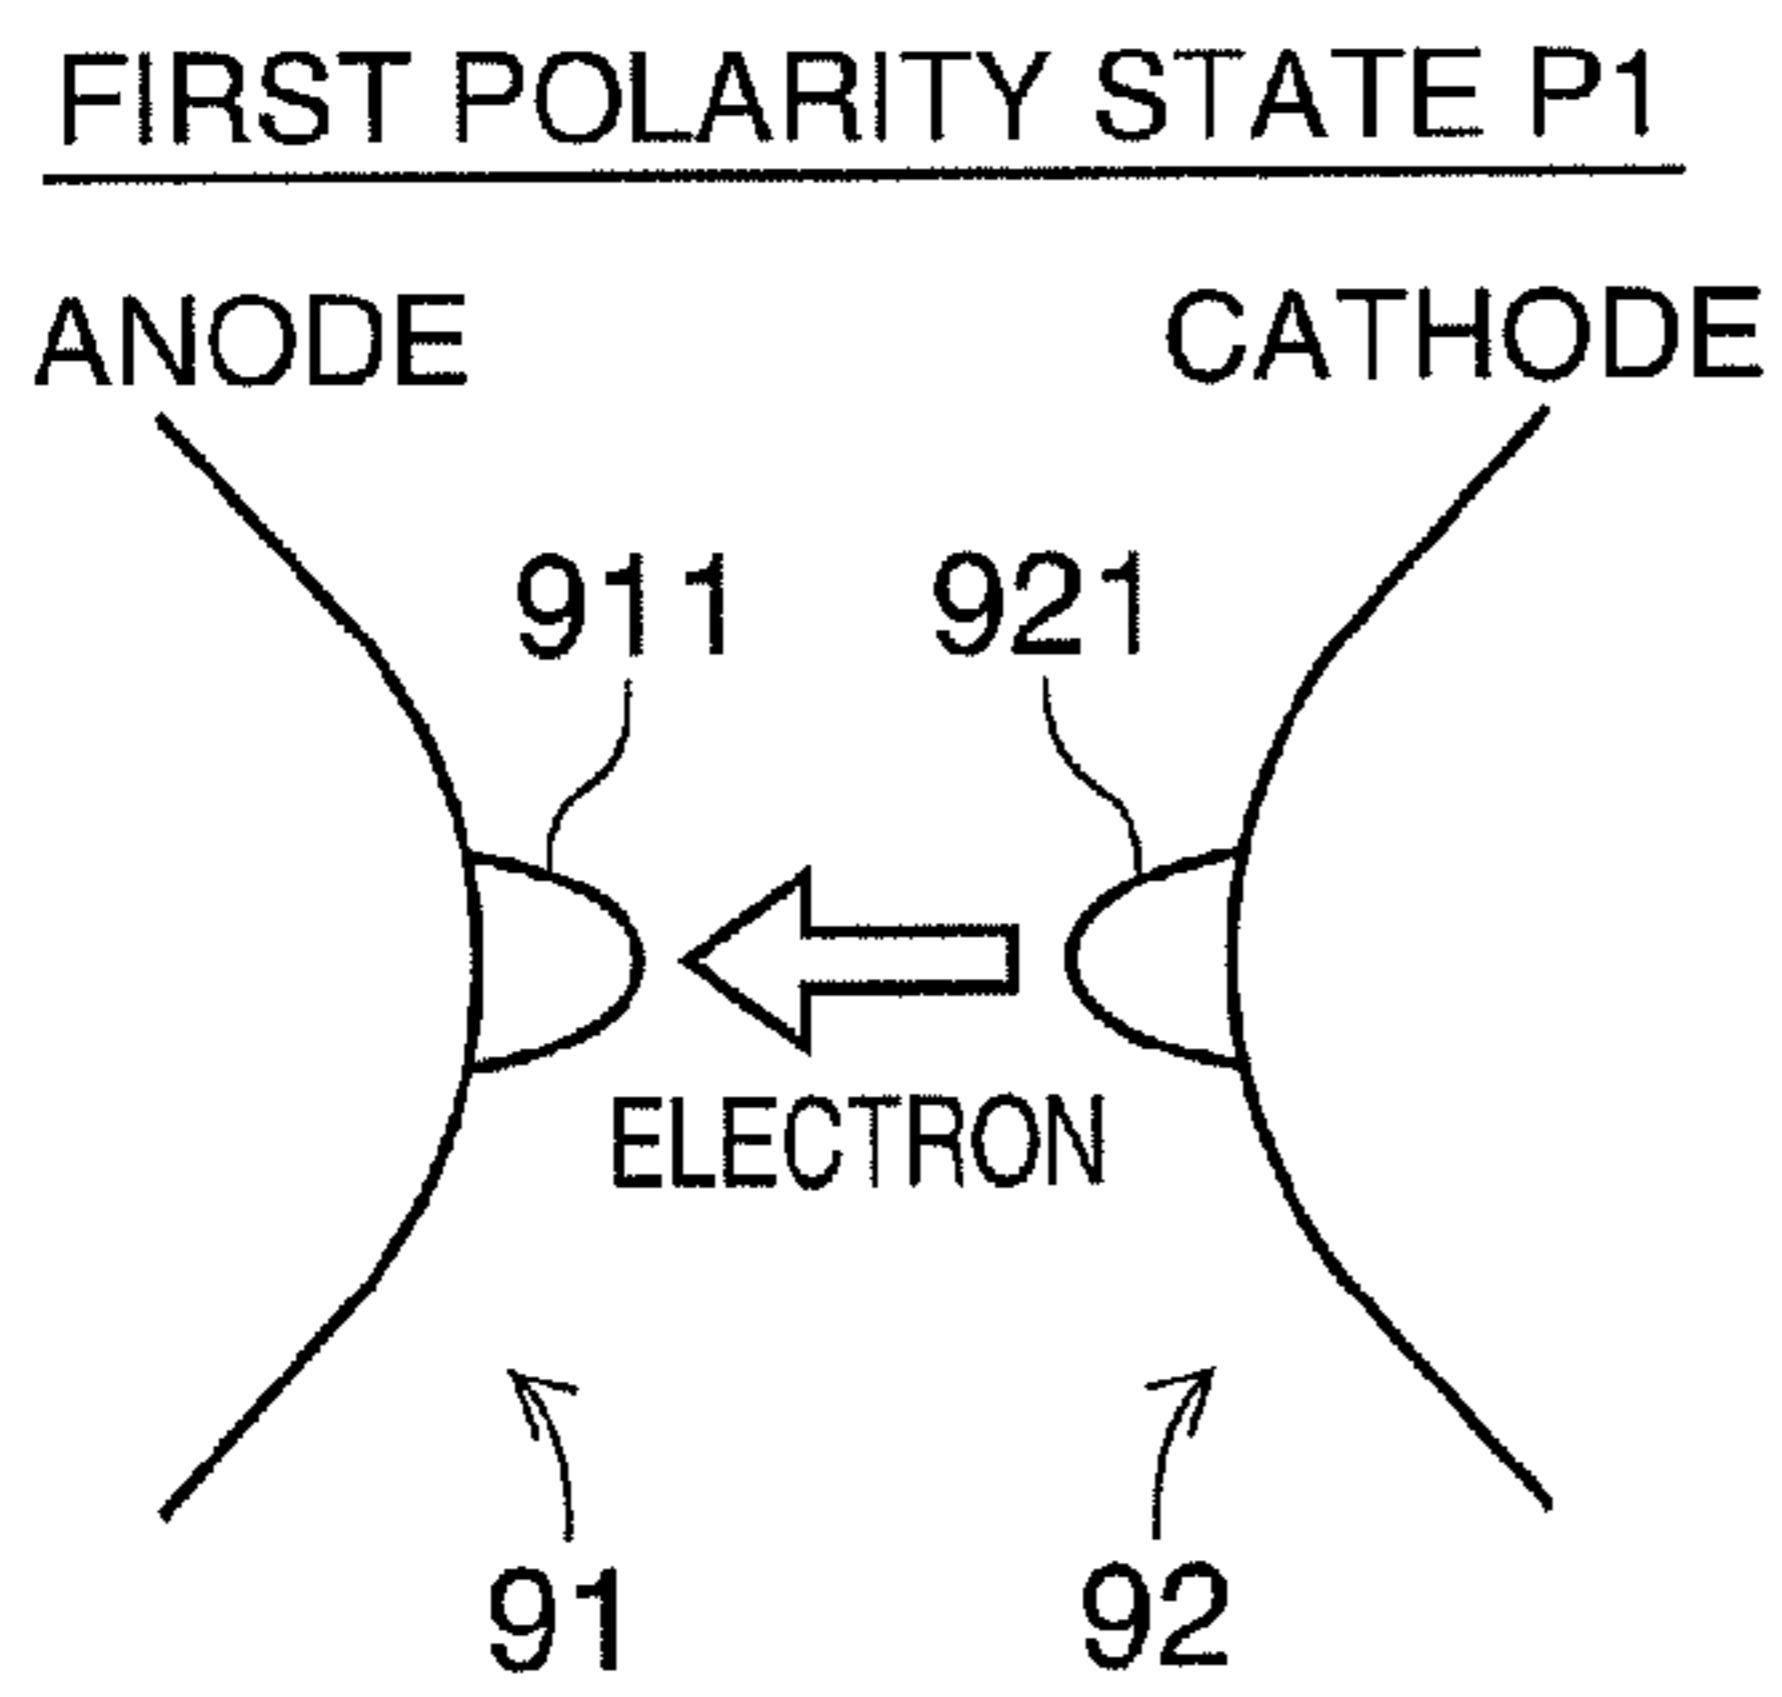 FIRST POLARITY STATE P1
ANODE CATHODE
911 921
ELECTRON
91 92